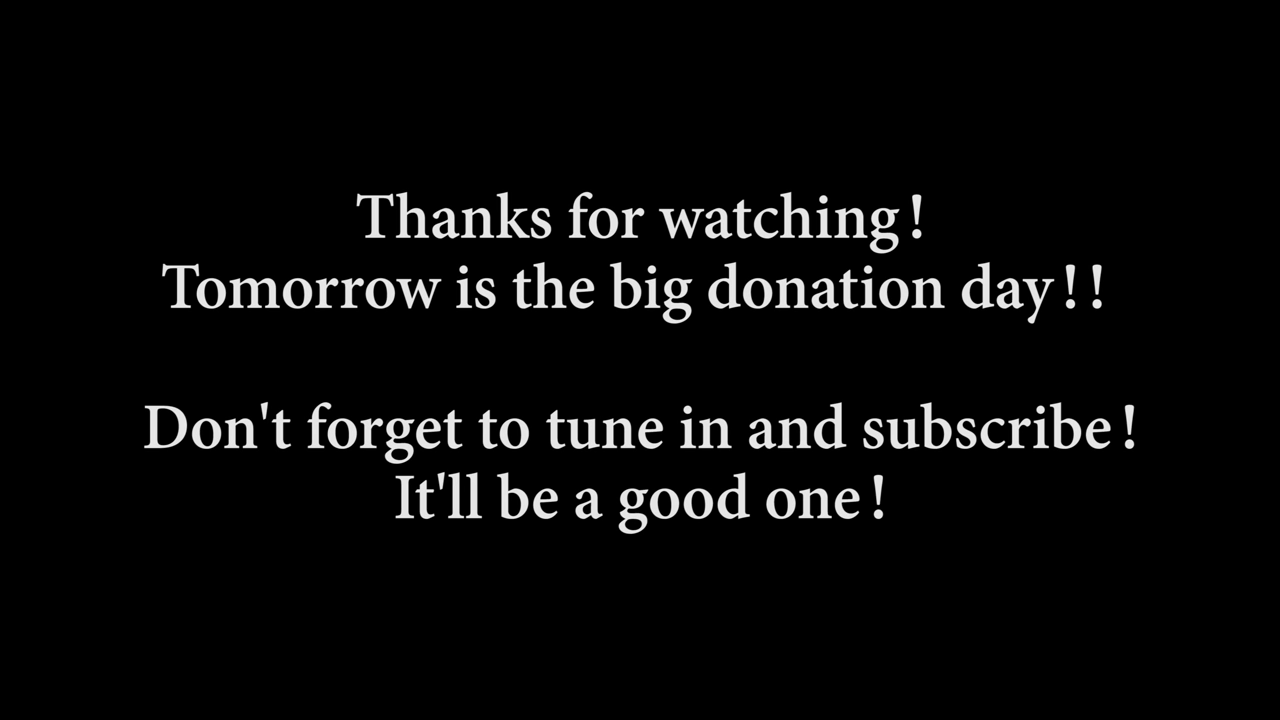 Thanks for watching!
Tomorrow is the big donation day!!
Don't forget to tune in and subscribe!
It'll be a good one!